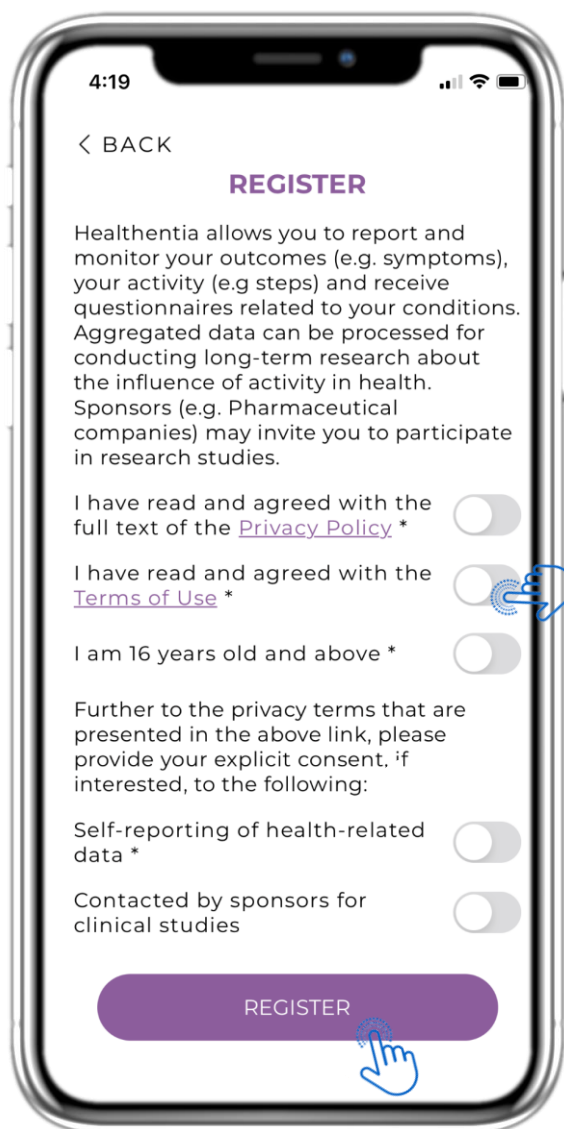 4:19
< BACK
REGISTER
Healthentia allows you to report and
monitor your outcomes (e.g. symptoms),
your activity (e.g steps) and receive
questionnaires related to your conditions.
Aggregated data can be processed for
conducting long-term research about
the influence of activity in health.
Sponsors (e.g. Pharmaceutical
companies) may invite you to participate
in research studies.
I have read and agreed with the
full text of the Privacy Policy *
I have read and agreed with the
Terms of Use *
I am 16 years old and above *
Further to the privacy terms that are
presented in the above link, please
provide your explicit consent, if
interested, to the following:
Self-reporting of health-related
data *
Contacted by sponsors for
clinical studies
REGISTER